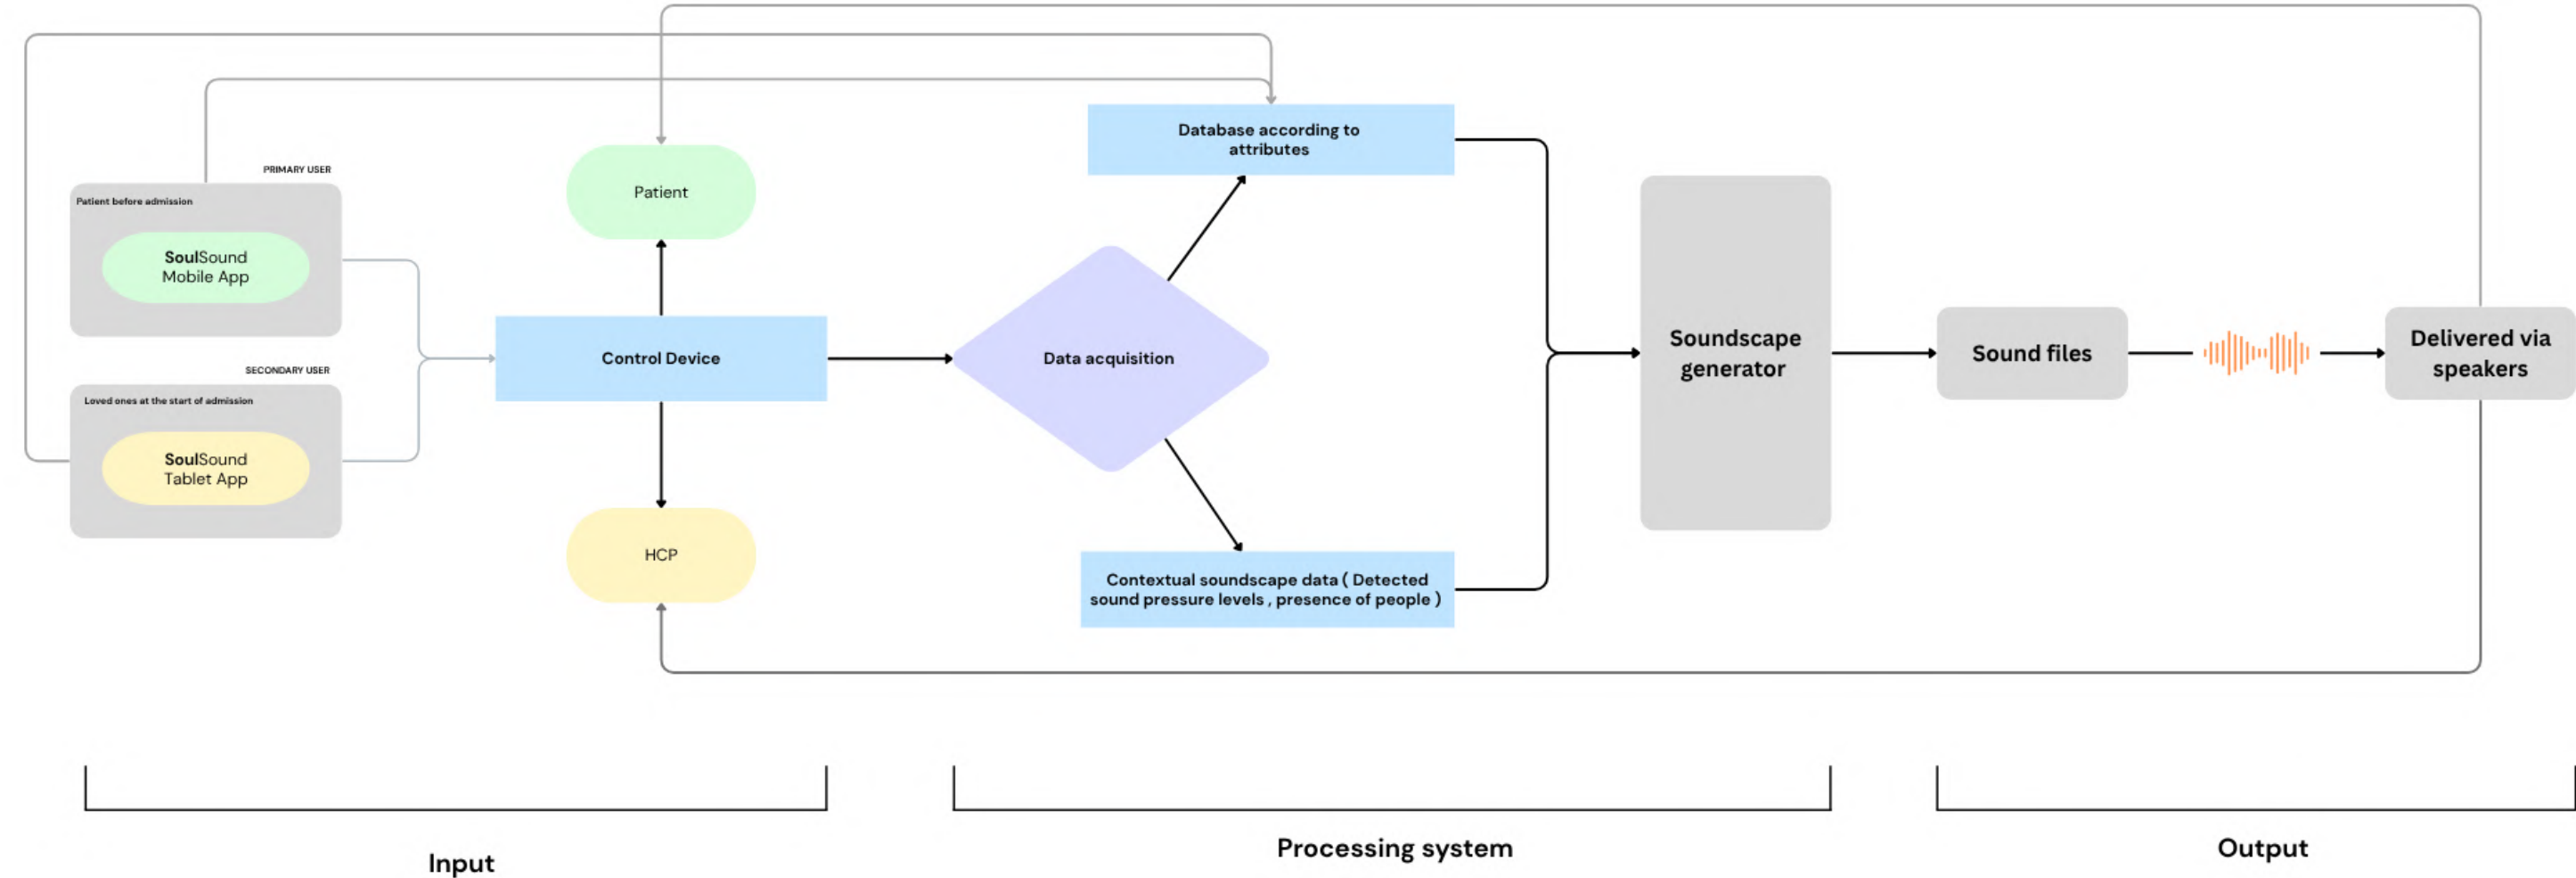 PRIMARY USER
Patient before admission
SoulSound
Mobile App
SECONDARY USER
Loved ones at the start of admission
SoulSound
Tablet App
Patient
Control Device
HCP
Data acquisition
Database according to
attributes
Contextual soundscape data ( Detected
sound pressure levels , presence of people )
Soundscape
generator
Sound files
Delivered via
speakers
Input
Processing system
Output